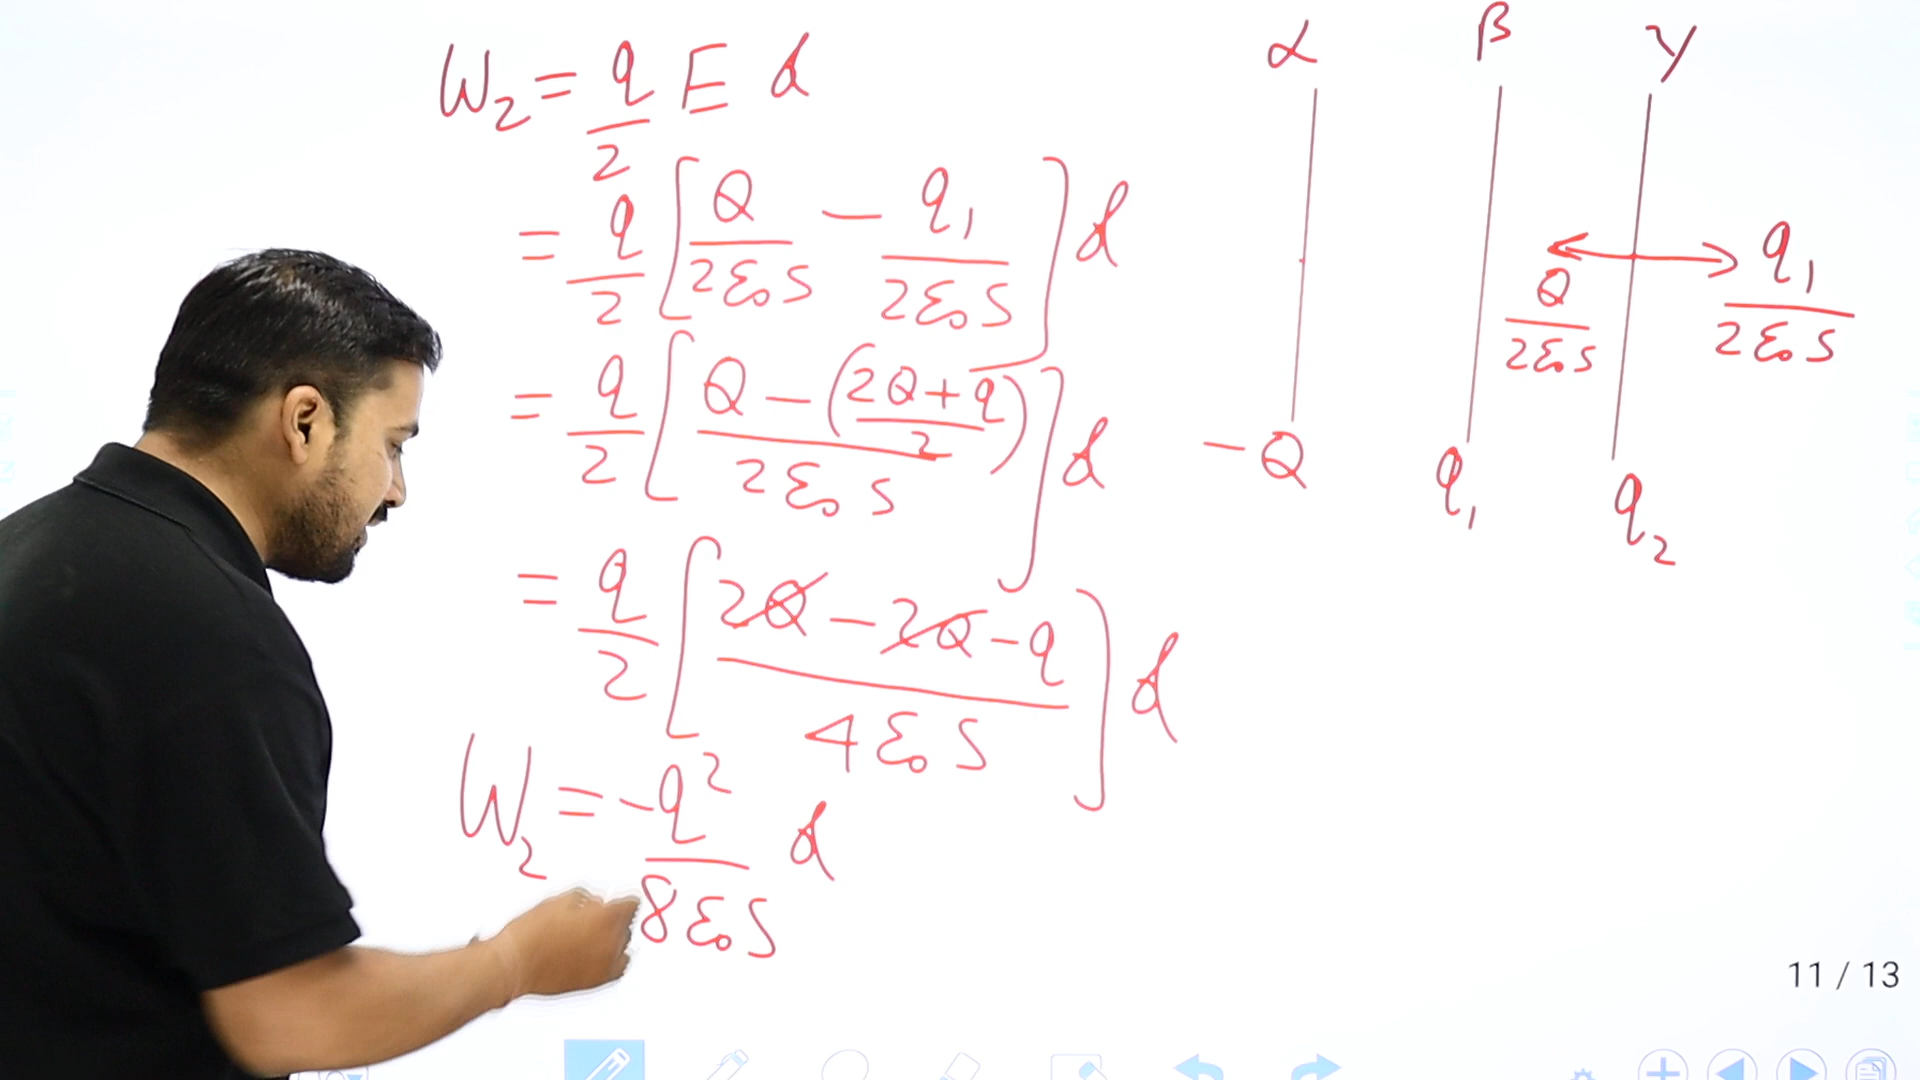 W₂ = q/2 E d
= q/2 [Q/2ε₀S − q₁/2ε₀S] d
= q/2 [(Q − (2Q + q)/2)/2ε₀S] d
= q/2 [(2Q − 2Q − q)/4ε₀S] d
W₂ = −q²/8ε₀S d
α β γ
Q/2ε₀S q₁/2ε₀S
−Q q₁ q₂
11 / 13